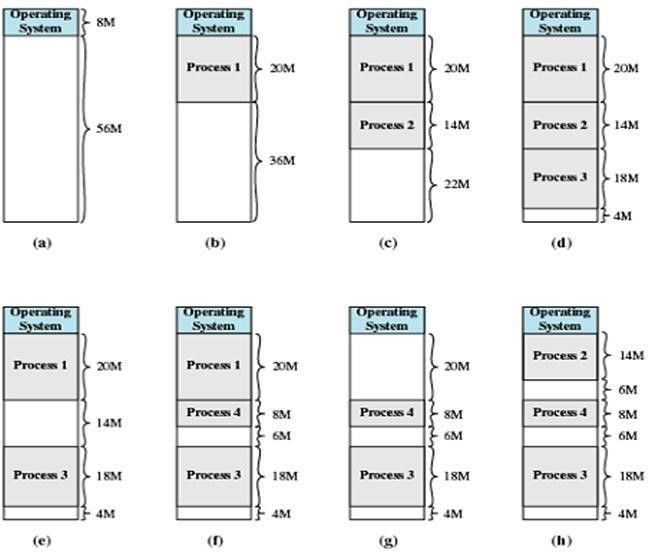 Operating
System
8M
56M
(a)
Operating
System
Process 1
20M
36M
(b)
Operating
System
Process 1
20M
Process 2
14M
22M
(c)
Operating
System
Process 1
20M
Process 2
14M
Process 3
18M
4M
(d)
Operating
System
Process 1
20M
14M
Process 3
18M
4M
(e)
Operating
System
Process 1
20M
Process 4
8M
6M
Process 3
18M
4M
(f)
Operating
System
20M
Process 4
8M
6M
Process 3
18M
4M
(g)
Operating
System
Process 2
14M
6M
Process 4
8M
6M
Process 3
18M
4M
(h)